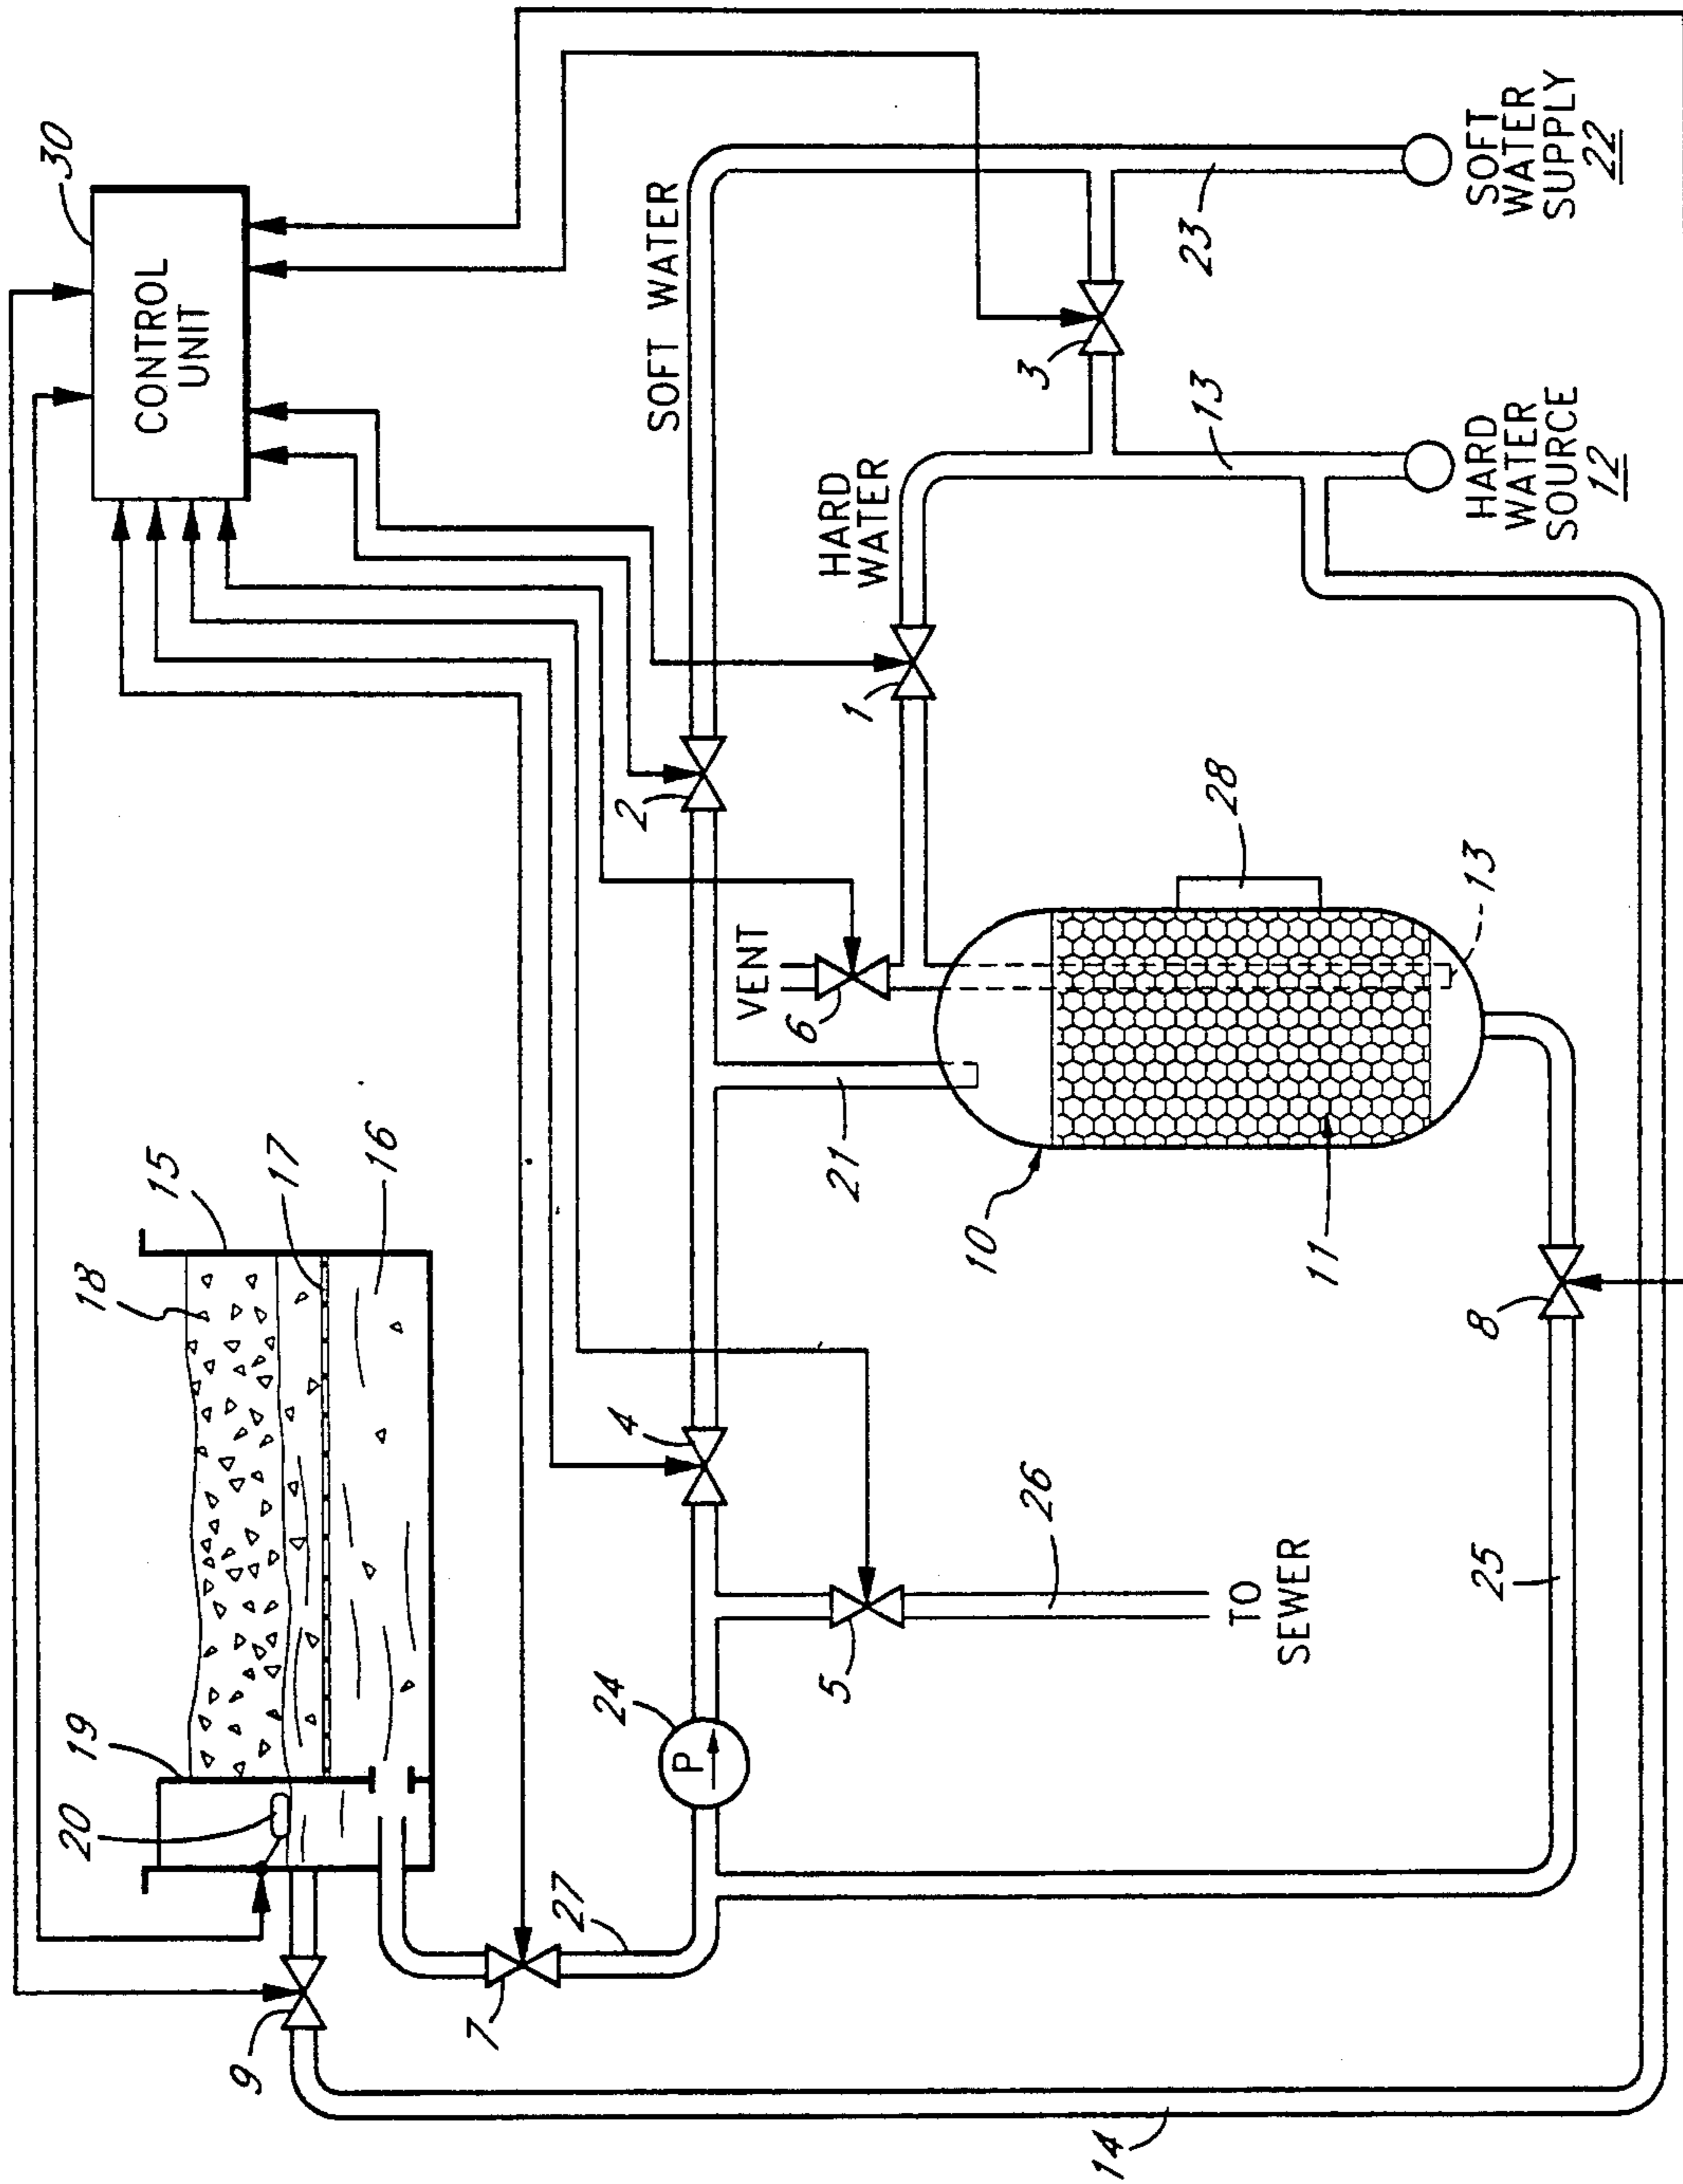 30
CONTROL
UNIT
SOFT WATER
SOFT
WATER
SUPPLY
22
23
3
13
HARD
WATER
HARD
WATER
SOURCE
12
1
2
28
VENT
6
13
21
10
11
15
17
16
18
8
4
26
TO
SEWER
5
25
24
P
19
20
27
7
9
14